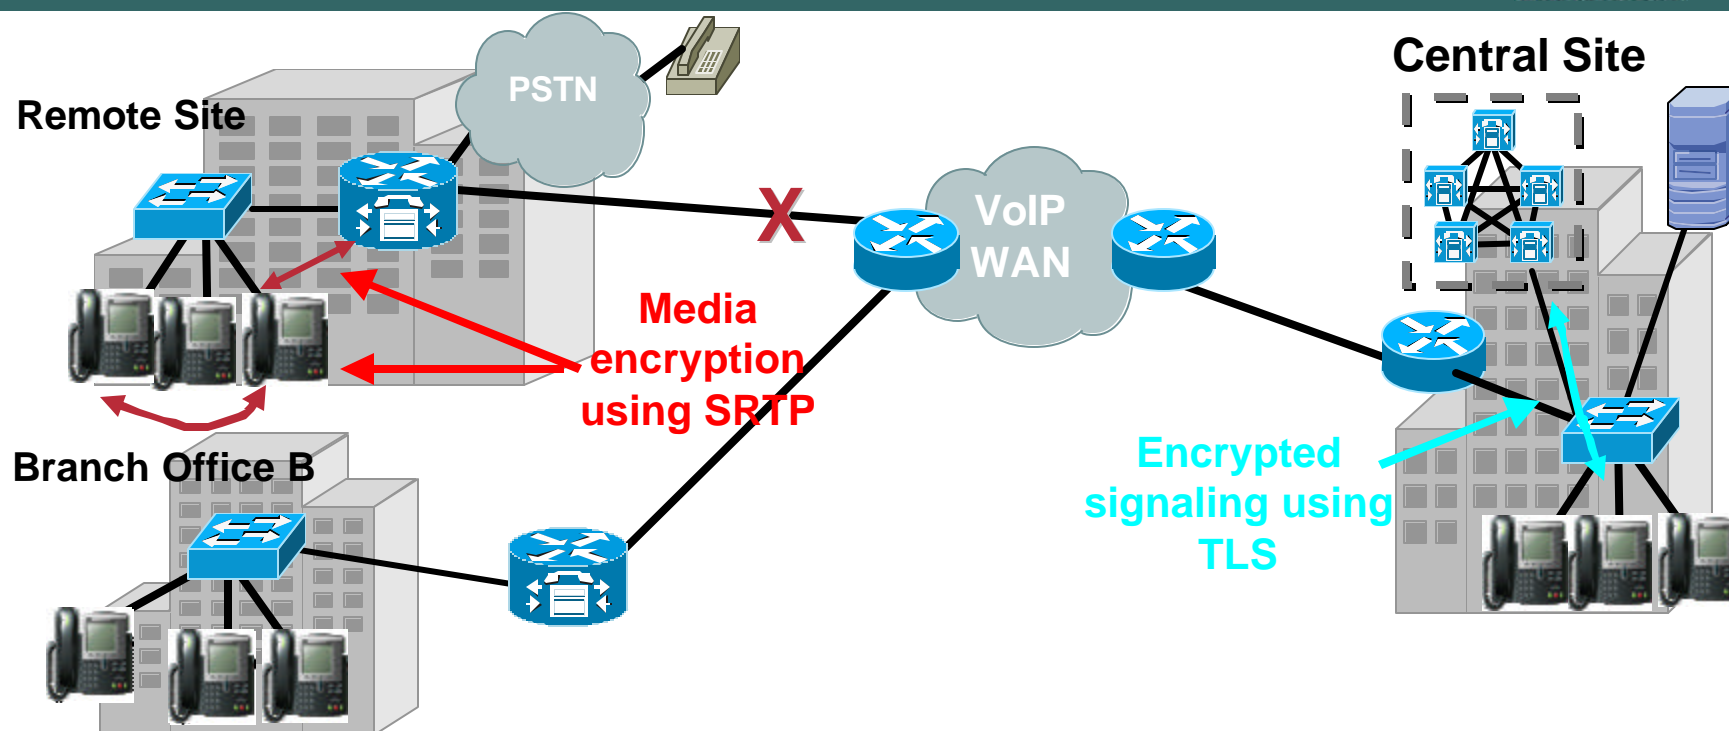 Central Site
PSTN
Remote Site
VoIP
WAN
Media
encryption
using SRTP
Encrypted
signaling using
TLS
Branch Office B
X